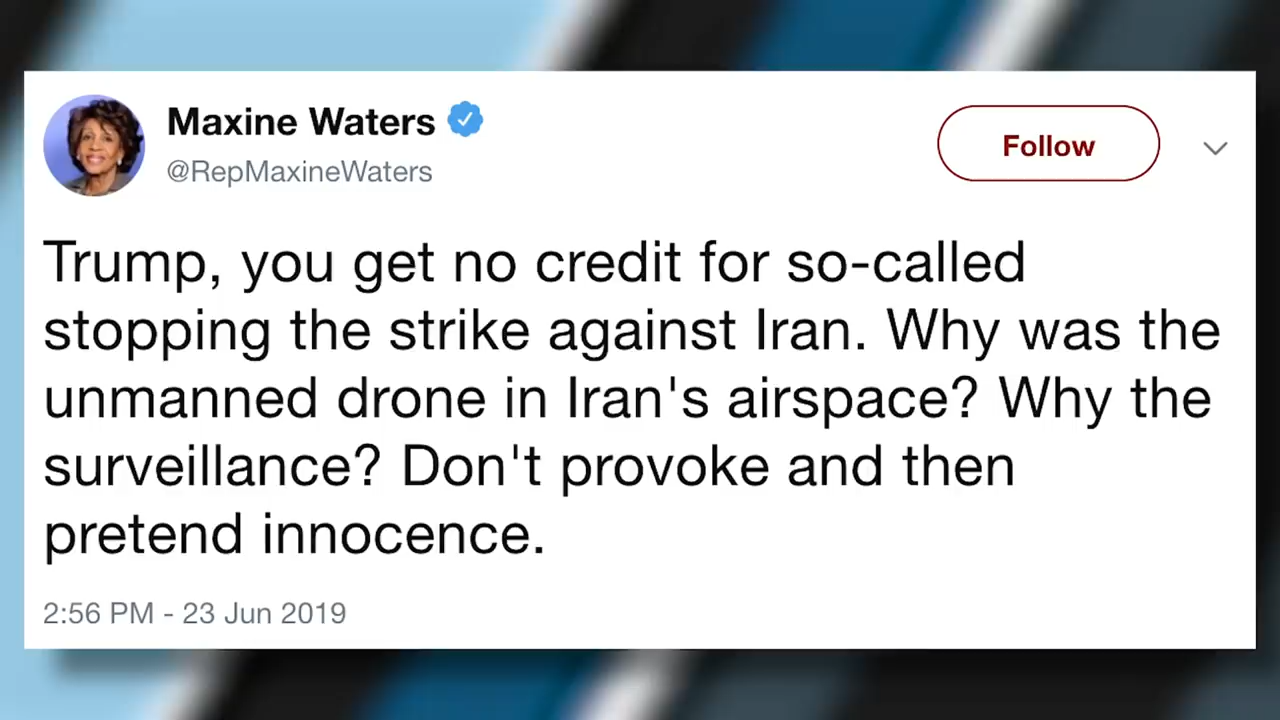 Maxine Waters
@RepMaxineWaters
Follow
Trump, you get no credit for so-called
stopping the strike against Iran. Why was the
unmanned drone in Iran's airspace? Why the
surveillance? Don't provoke and then
pretend innocence.
2:56 PM - 23 Jun 2019